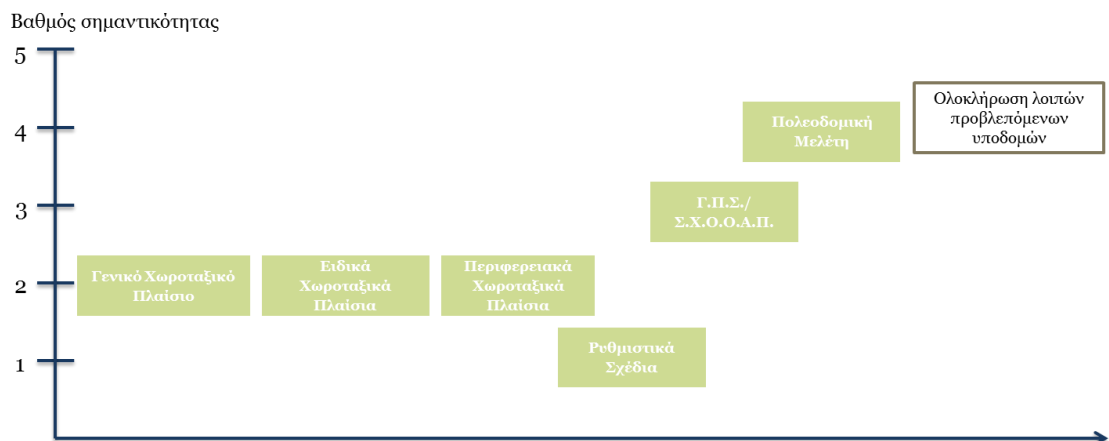 Βαθμός σημαντικότητας
5
4
3
2
1
Ολοκλήρωση λοιπών
προβλεπόμενων
υποδομών
Πολεοδομική
Μελέτη
Γ.Π.Σ./
Σ.Χ.Ο.Ο.Α.Π.
Γενικό Χωροταξικό
Πλαίσιο
Ειδικά
Χωροταξικά
Πλαίσια
Περιφερειακά
Χωροταξικά
Πλαίσια
Ρυθμιστικά
Σχέδια